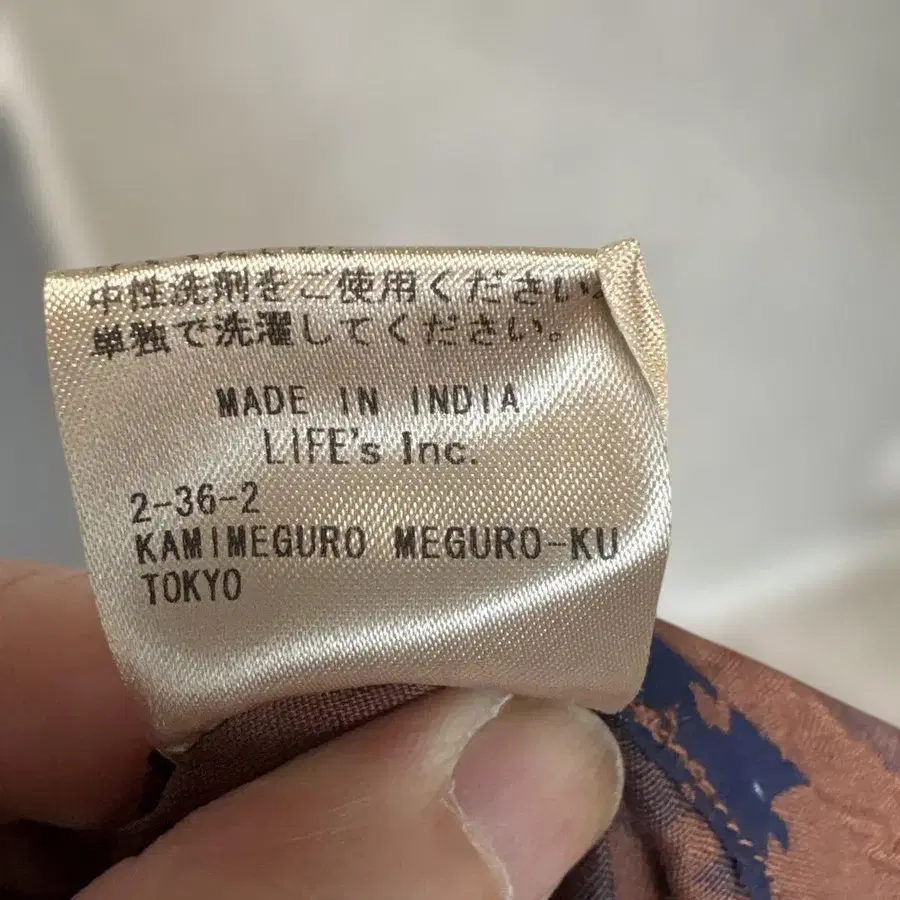 中性洗剤をご使用ください。
単独で洗濯してください。
MADE IN INDIA
LIFE's Inc.
2-36-2
KAMIMEGURO MEGURO-KU
TOKYO